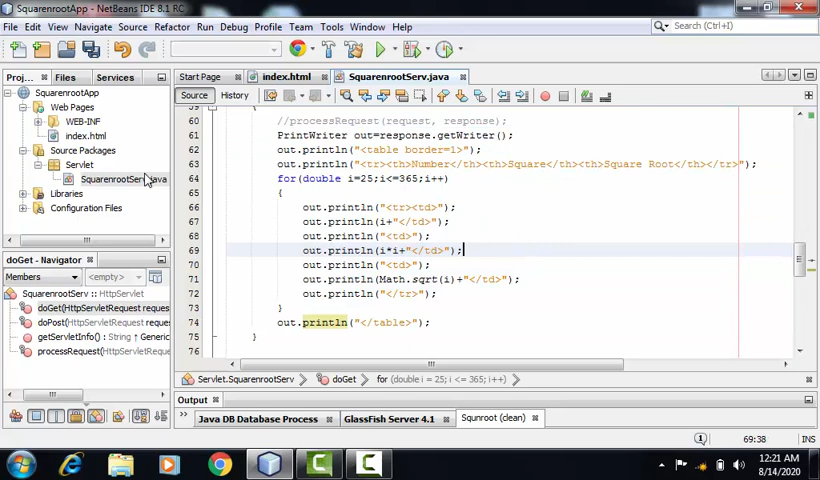 SquarenrootApp - NetBeans IDE 8.1 RC
File Edit View Navigate Source Refactor Run Debug Profile Team Tools Window Help
Search (Ctrl+I)
Proj... Files Services
Start Page index.html SquarenrootServ.java
Source History
SquarenrootApp
Web Pages
WEB-INF
index.html
Source Packages
Servlet
SquarenrootServ.java
Libraries
Configuration Files
doGet - Navigator
Members <empty>
SquarenrootServ :: HttpServlet
doGet(HttpServletRequest reques
doPost(HttpServletRequest reque
getServletInfo() : String ↑ Generic
processRequest(HttpServletReque
59
60 //processRequest(request, response);
61 PrintWriter out=response.getWriter();
62 out.println("<table border=1>");
63 out.println("<tr><th>Number</th><th>Square</th><th>Square Root</th></tr>");
64 for(double i=25;i<=365;i++)
65 {
66 out.println("<tr><td>");
67 out.println(i+"</td>");
68 out.println("<td>");
69 out.println(i*i+"</td>");
70 out.println("<td>");
71 out.println(Math.sqrt(i)+"</td>");
72 out.println("</tr>");
73 }
74 out.println("</table>");
75 }
Servlet.SquarenrootServ doGet for (double i = 25; i <= 365; i++)
Output
Java DB Database Process GlassFish Server 4.1 Squnroot (clean)
1 69:38 INS
12:21 AM
8/14/2020